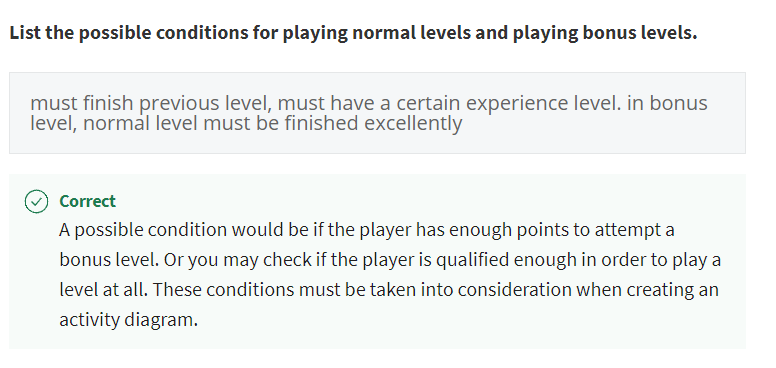 List the possible conditions for playing normal levels and playing bonus levels.
must finish previous level, must have a certain experience level. in bonus
level, normal level must be finished excellently
Correct
A possible condition would be if the player has enough points to attempt a
bonus level. Or you may check if the player is qualified enough in order to play a
level at all. These conditions must be taken into consideration when creating an
activity diagram.